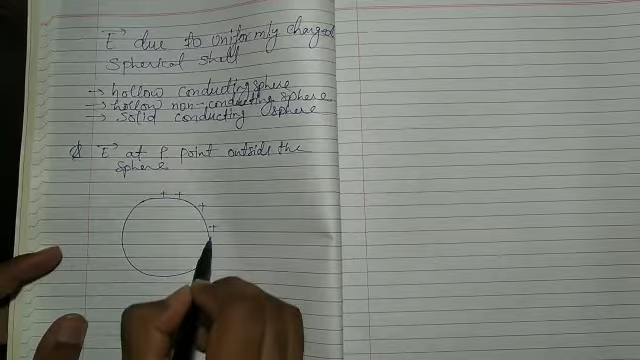 E→ due to uniformly charged
Spherical shell
→ hollow conducting sphere
→ hollow non-conducting sphere
→ Solid conducting sphere
E→ at P point outside the
sphere
+ + + +